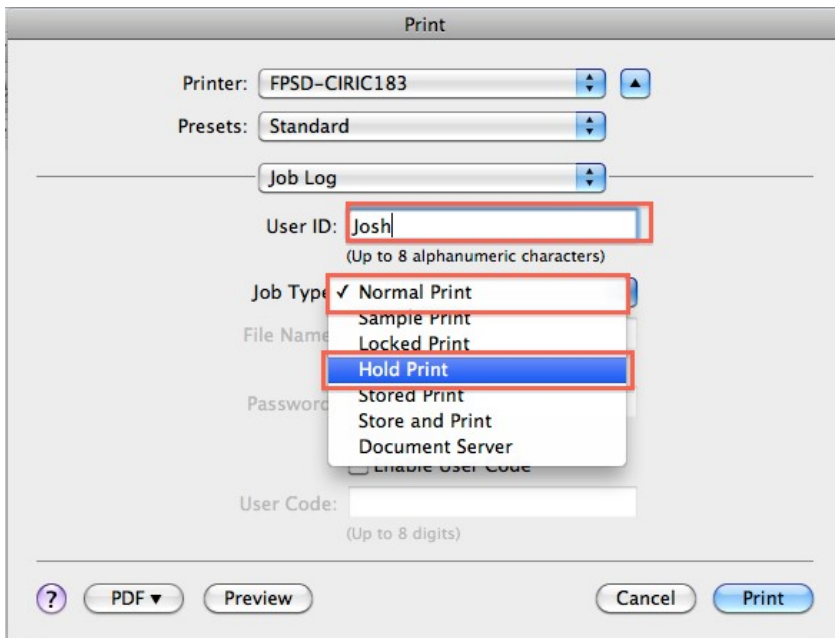 Print
Printer: FPSD-CIRIC183
Presets: Standard
Job Log
User ID: Josh
(Up to 8 alphanumeric characters)
Job Type ✓ Normal Print
Sample Print
File Name
Locked Print
Hold Print
Stored Print
Password
Store and Print
Document Server
Enable User Code
User Code:
(Up to 8 digits)
? PDF ▼ Preview Cancel Print